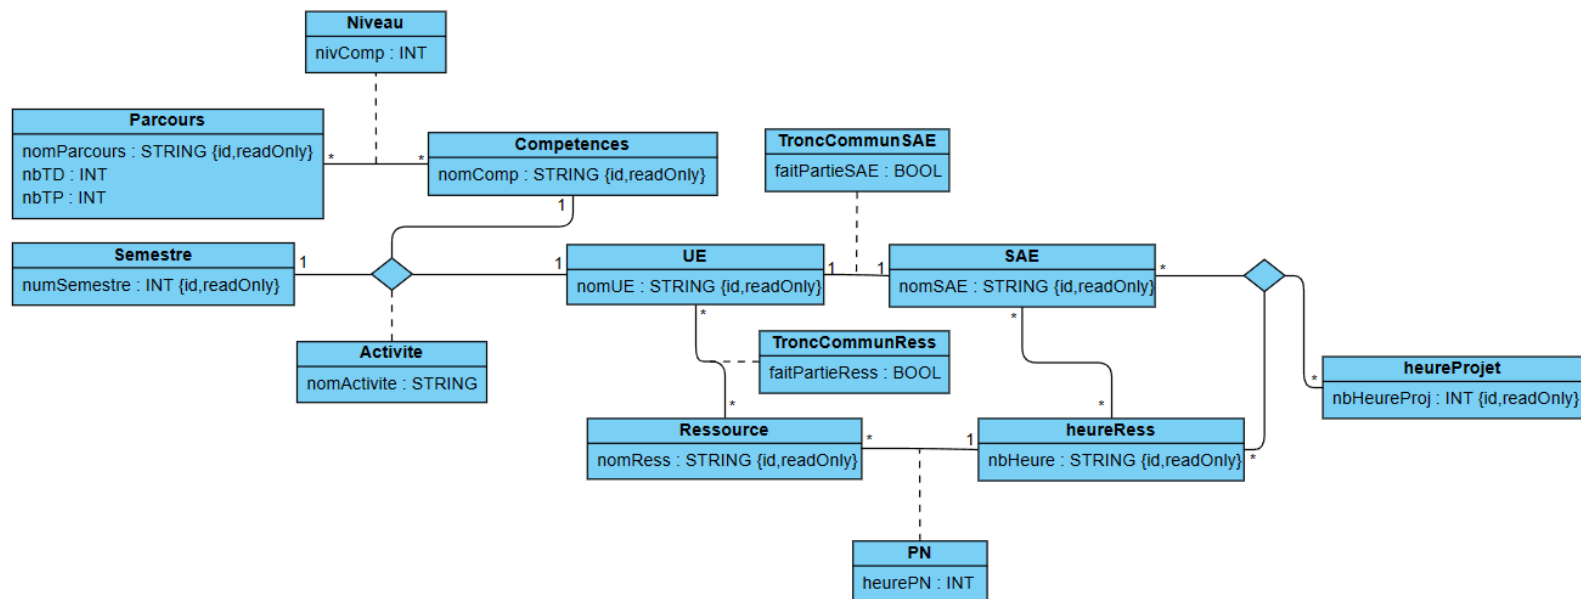 Niveau
nivComp : INT
Parcours
nomParcours : STRING {id,readOnly}
nbTD : INT
nbTP : INT
*
*
Competences
nomComp : STRING {id,readOnly}
1
TroncCommunSAE
faitPartieSAE : BOOL
Semestre
numSemestre : INT {id,readOnly}
1
1
UE
nomUE : STRING {id,readOnly}
1
1
*
SAE
nomSAE : STRING {id,readOnly}
*
*
Activite
nomActivite : STRING
TroncCommunRess
faitPartieRess : BOOL
heureProjet
nbHeureProj : INT {id,readOnly}
*
*
*
Ressource
nomRess : STRING {id,readOnly}
*
1
heureRess
nbHeure : STRING {id,readOnly}
*
PN
heurePN : INT